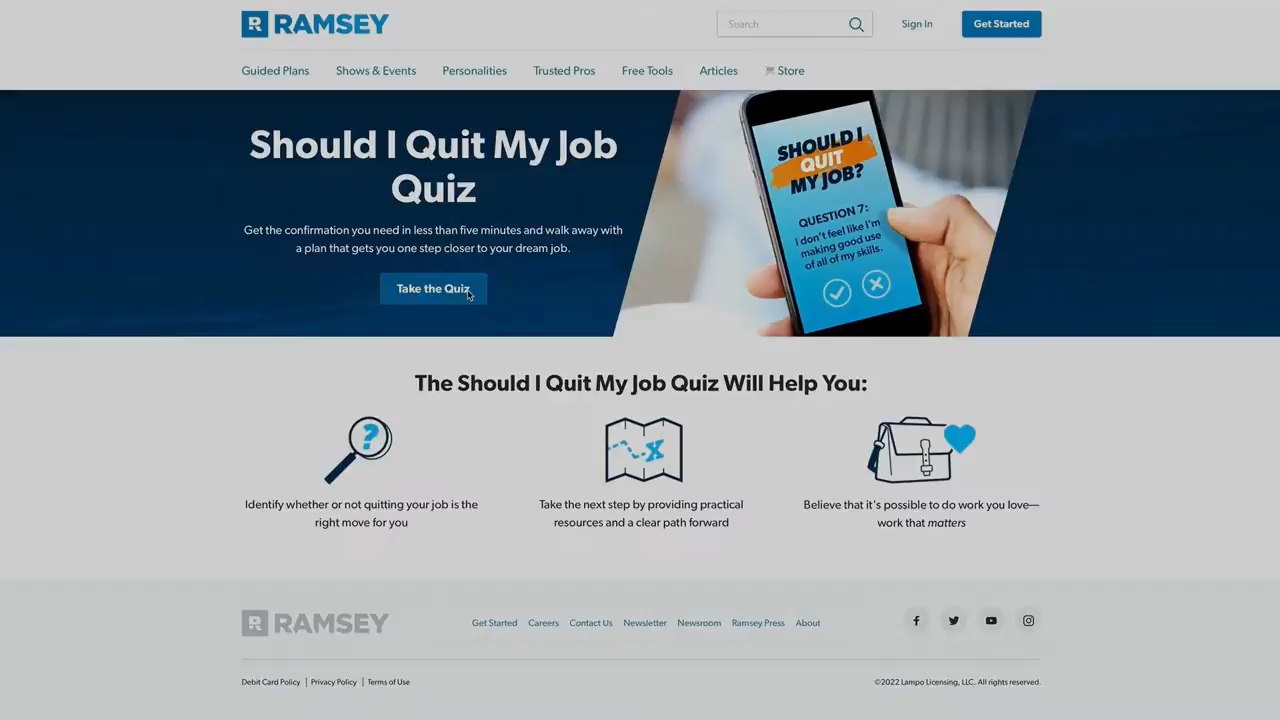 RAMSEY
Search
Sign In
Get Started
Guided Plans
Shows & Events
Personalities
Trusted Pros
Free Tools
Articles
Store
Should I Quit My Job
Quiz
Get the confirmation you need in less than five minutes and walk away with
a plan that gets you one step closer to your dream job.
Take the Quiz
SHOULD I
QUIT
MY JOB?
QUESTION 7:
I don't feel like I'm
making good use
of all of my skills.
The Should I Quit My Job Quiz Will Help You:
Identify whether or not quitting your job is the
right move for you
Take the next step by providing practical
resources and a clear path forward
Believe that it's possible to do work you love—
work that matters
RAMSEY
Get Started
Careers
Contact Us
Newsletter
Newsroom
Ramsey Press
About
Debit Card Policy | Privacy Policy | Terms of Use
©2022 Lampo Licensing, LLC. All rights reserved.